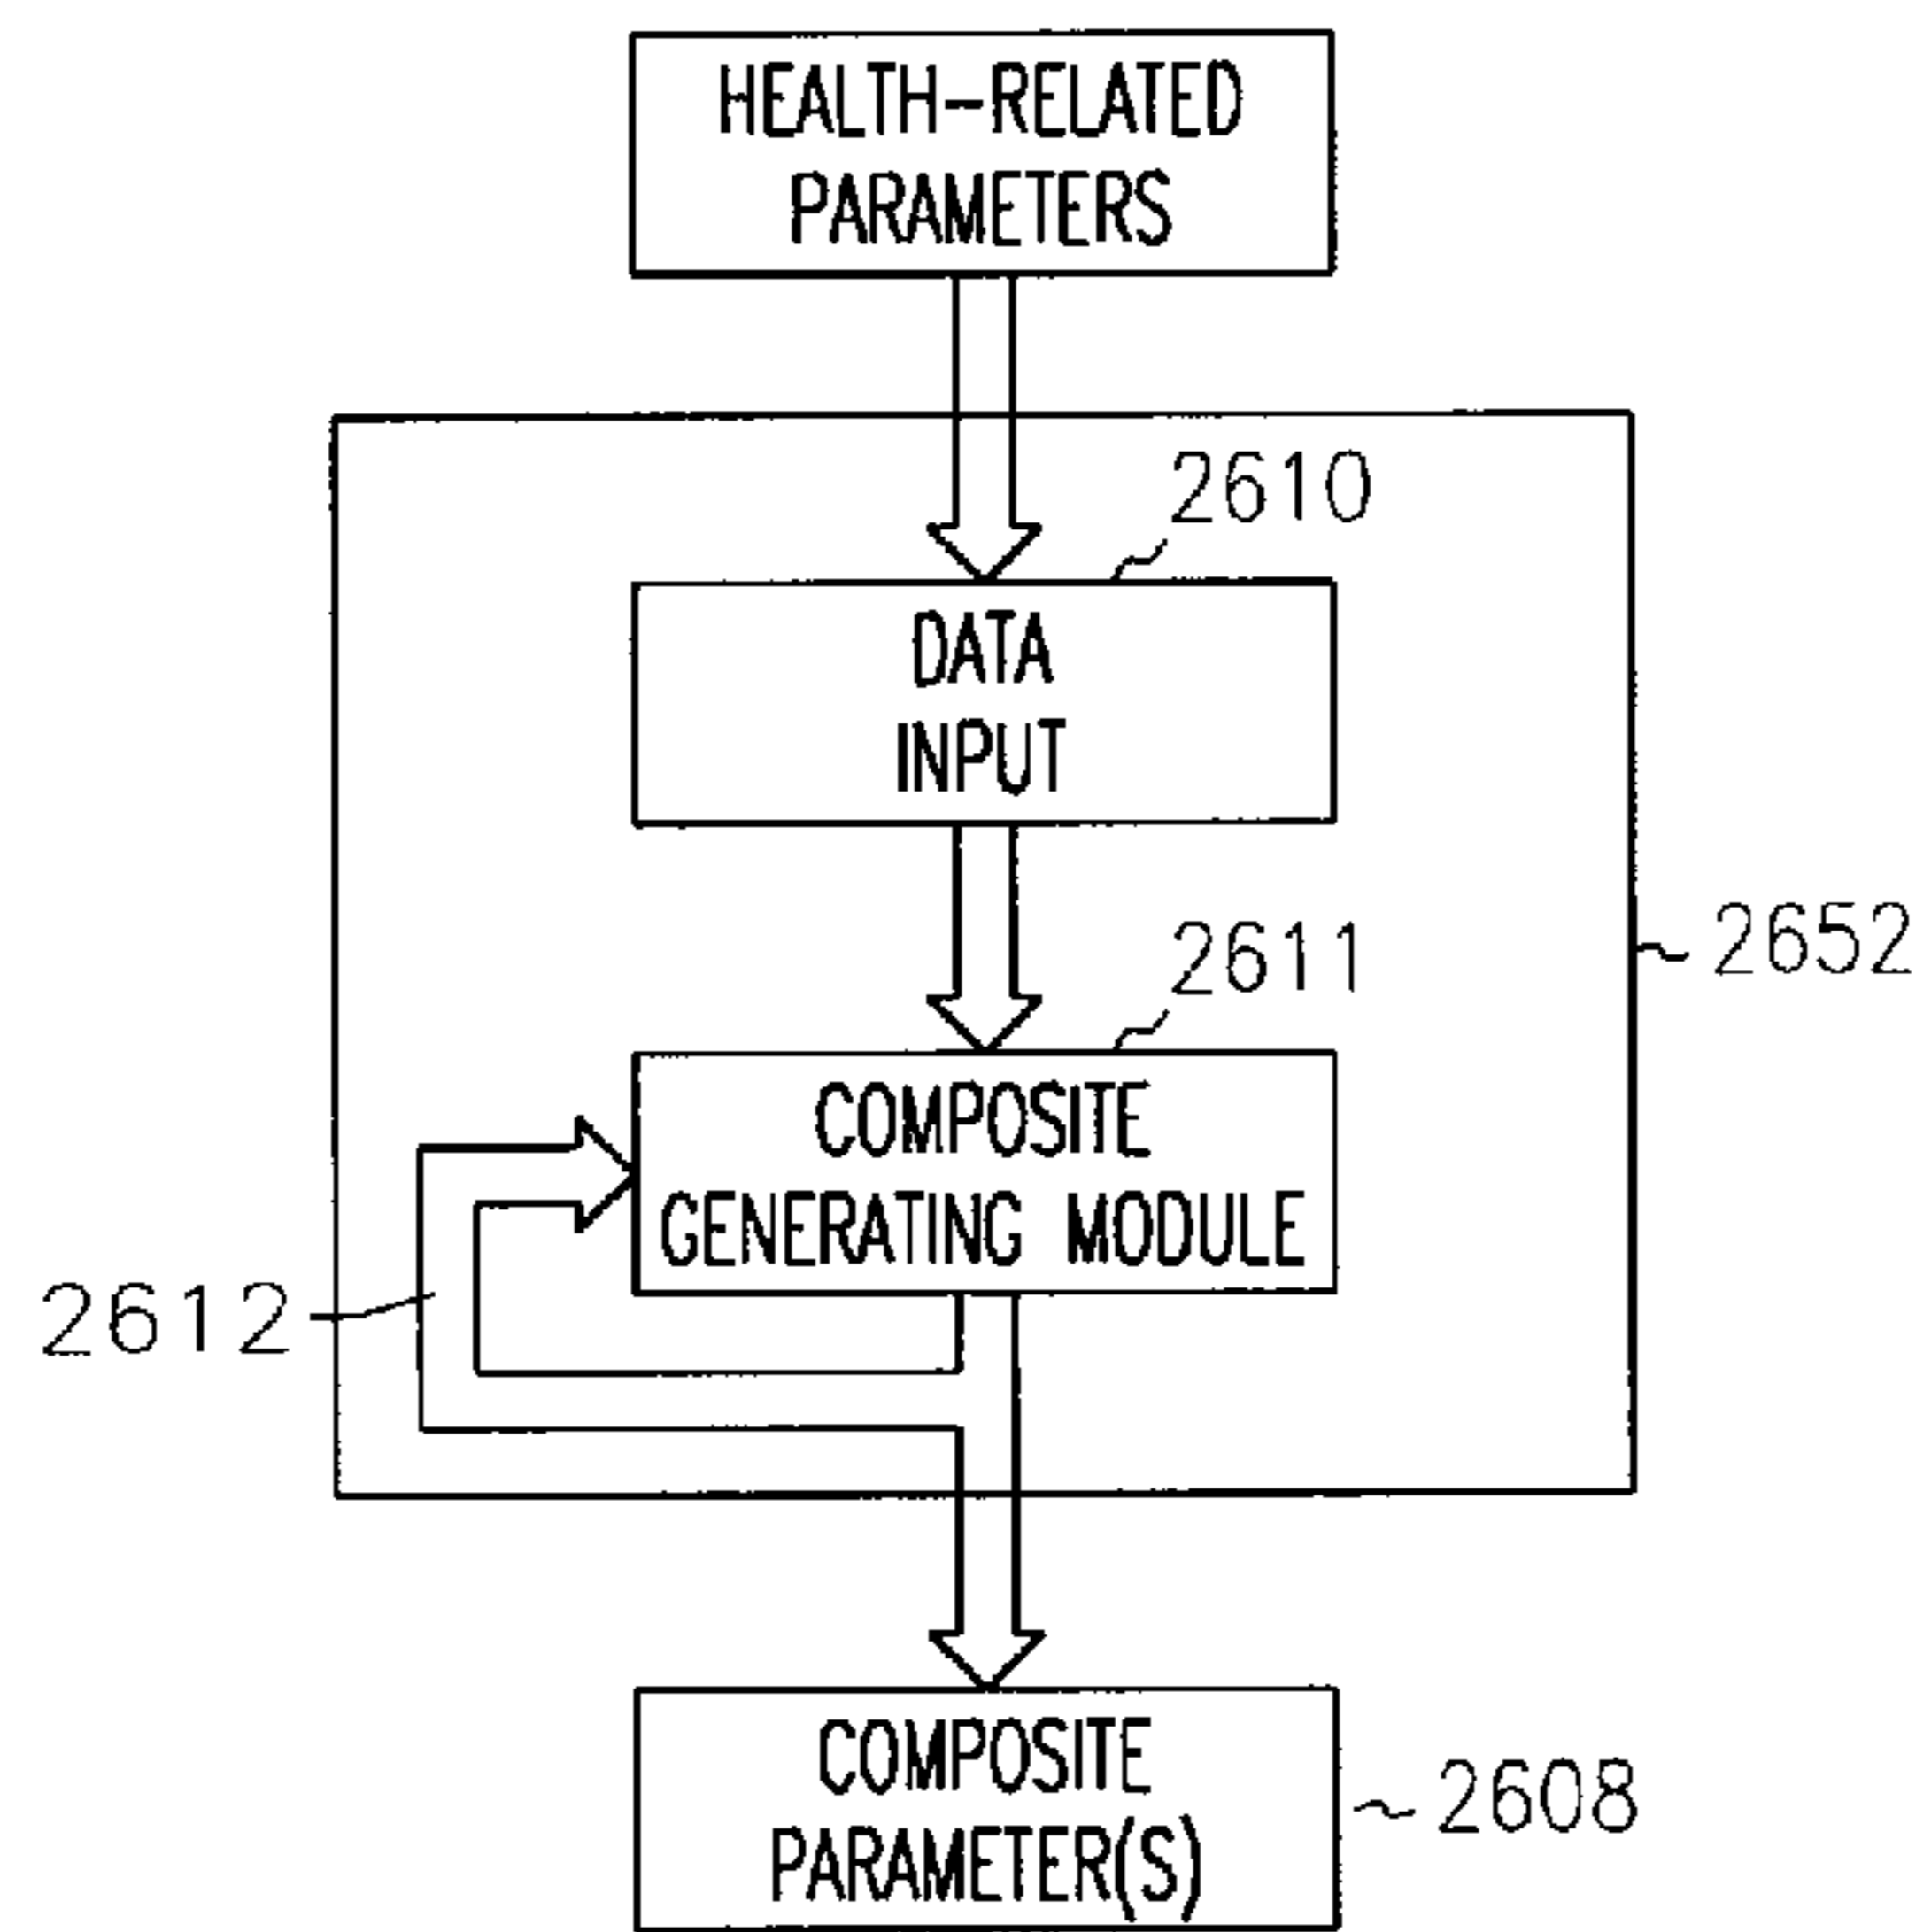 HEALTH-RELATED
PARAMETERS
2610
DATA
INPUT
2652
2611
COMPOSITE
GENERATING MODULE
2612
COMPOSITE
PARAMETER(S)
2608